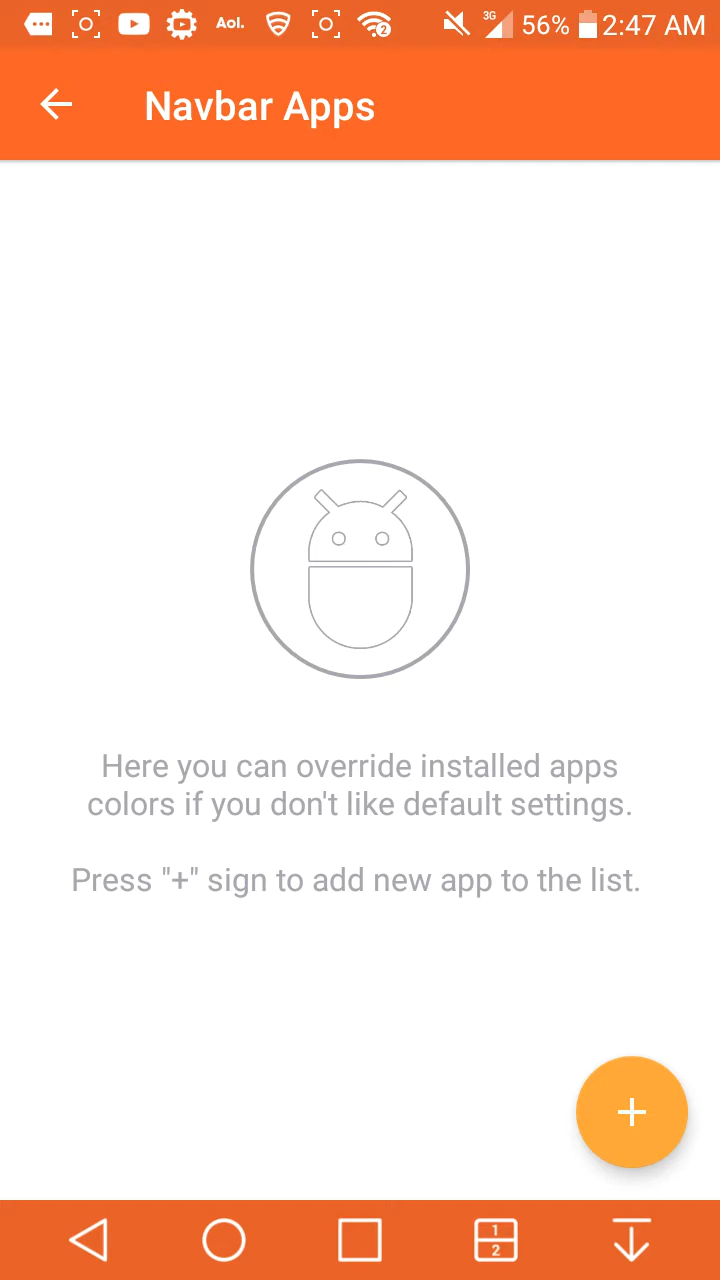 Aol. 2 3G 56% 2:47 AM
Navbar Apps
Here you can override installed apps
colors if you don't like default settings.
Press "+" sign to add new app to the list.
+
1
2